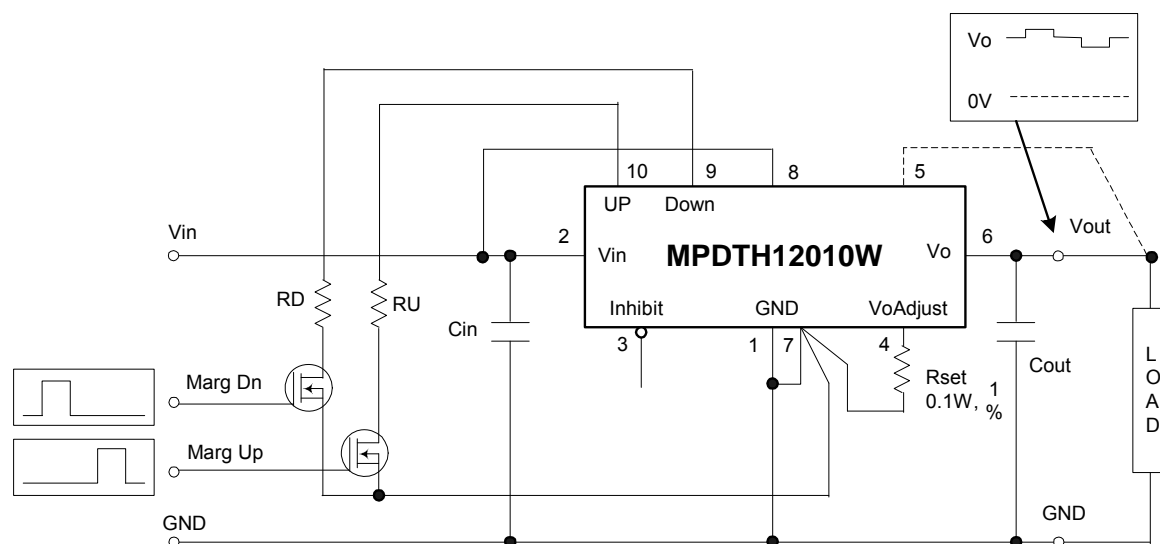 Vo
0V
10
9
8
5
UP
Down
Vin
2
Vin
MPDTH12010W
Vo
6
Vout
RD
RU
Cin
Inhibit
GND
VoAdjust
3
1
7
4
Rset
0.1W, 1 %
Cout
LOAD
Marg Dn
Marg Up
GND
GND